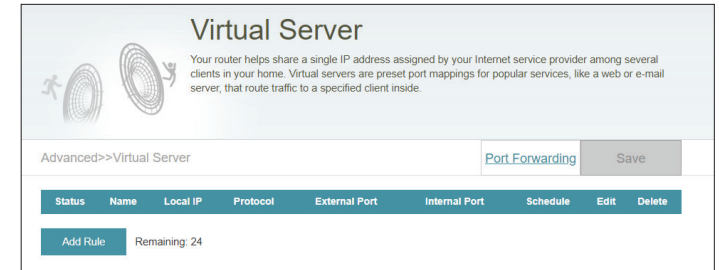 Virtual Server
Your router helps share a single IP address assigned by your Internet service provider among several
clients in your home. Virtual servers are preset port mappings for popular services, like a web or e-mail
server, that route traffic to a specified client inside.
Advanced>>Virtual Server Port Forwarding Save
Status Name Local IP Protocol External Port Internal Port Schedule Edit Delete
Add Rule Remaining: 24